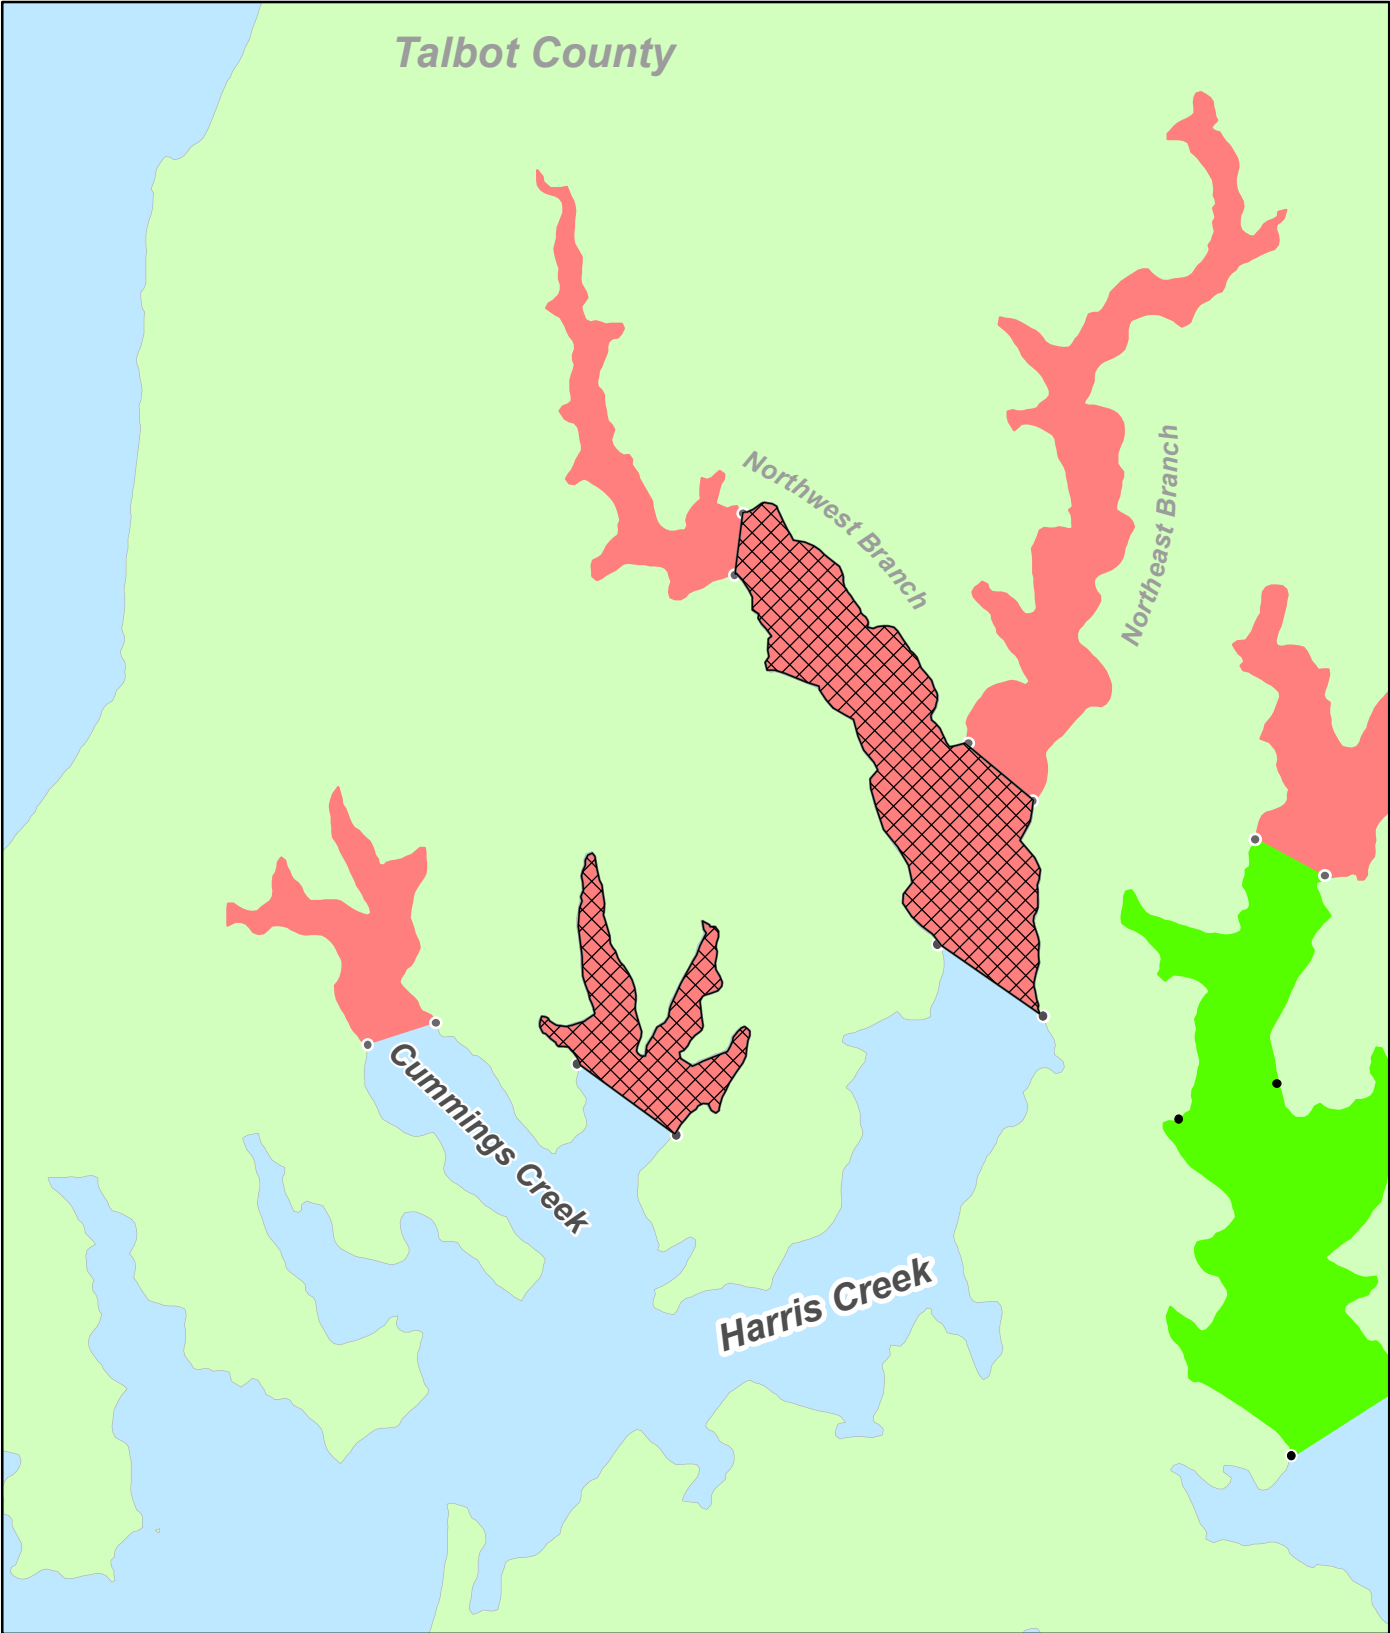 Talbot County
Northwest Branch
Northeast Branch
Cummings Creek
Harris Creek